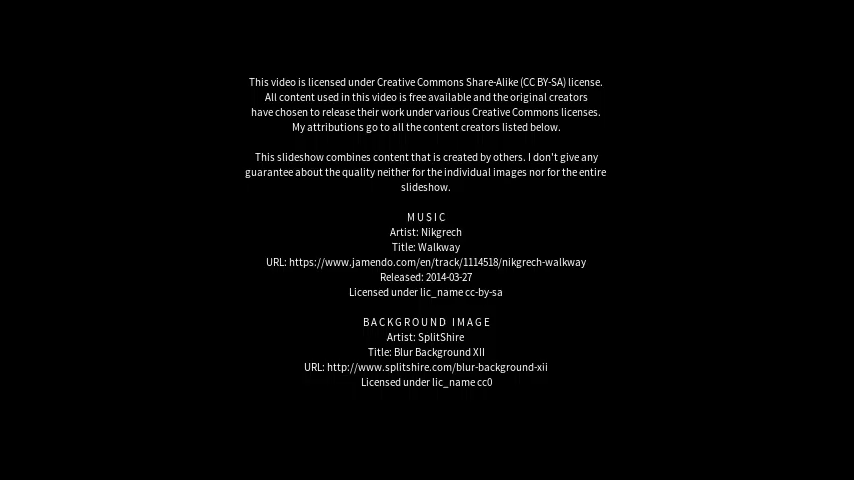 This video is licensed under Creative Commons Share-Alike (CC BY-SA) license.
All content used in this video is free available and the original creators
have chosen to release their work under various Creative Commons licenses.
My attributions go to all the content creators listed below.
This slideshow combines content that is created by others. I don't give any
guarantee about the quality neither for the individual images nor for the entire
slideshow.
MUSIC
Artist: Nikgrech
Title: Walkway
URL: https://www.jamendo.com/en/track/1114518/nikgrech-walkway
Released: 2014-03-27
Licensed under lic_name cc-by-sa
BACKGROUND IMAGE
Artist: SplitShire
Title: Blur Background XII
URL: http://www.splitshire.com/blur-background-xii
Licensed under lic_name cc0